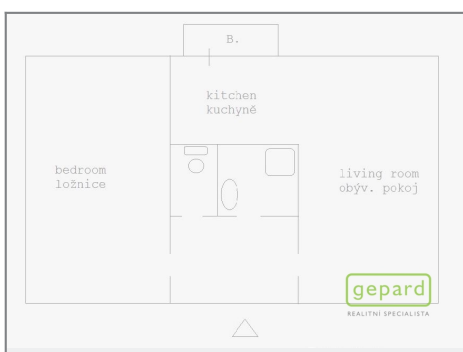 B.
kitchen
kuchyně
bedroom
ložnice
living room
obýv. pokoj
gepard
REALITNÍ SPECIALISTA